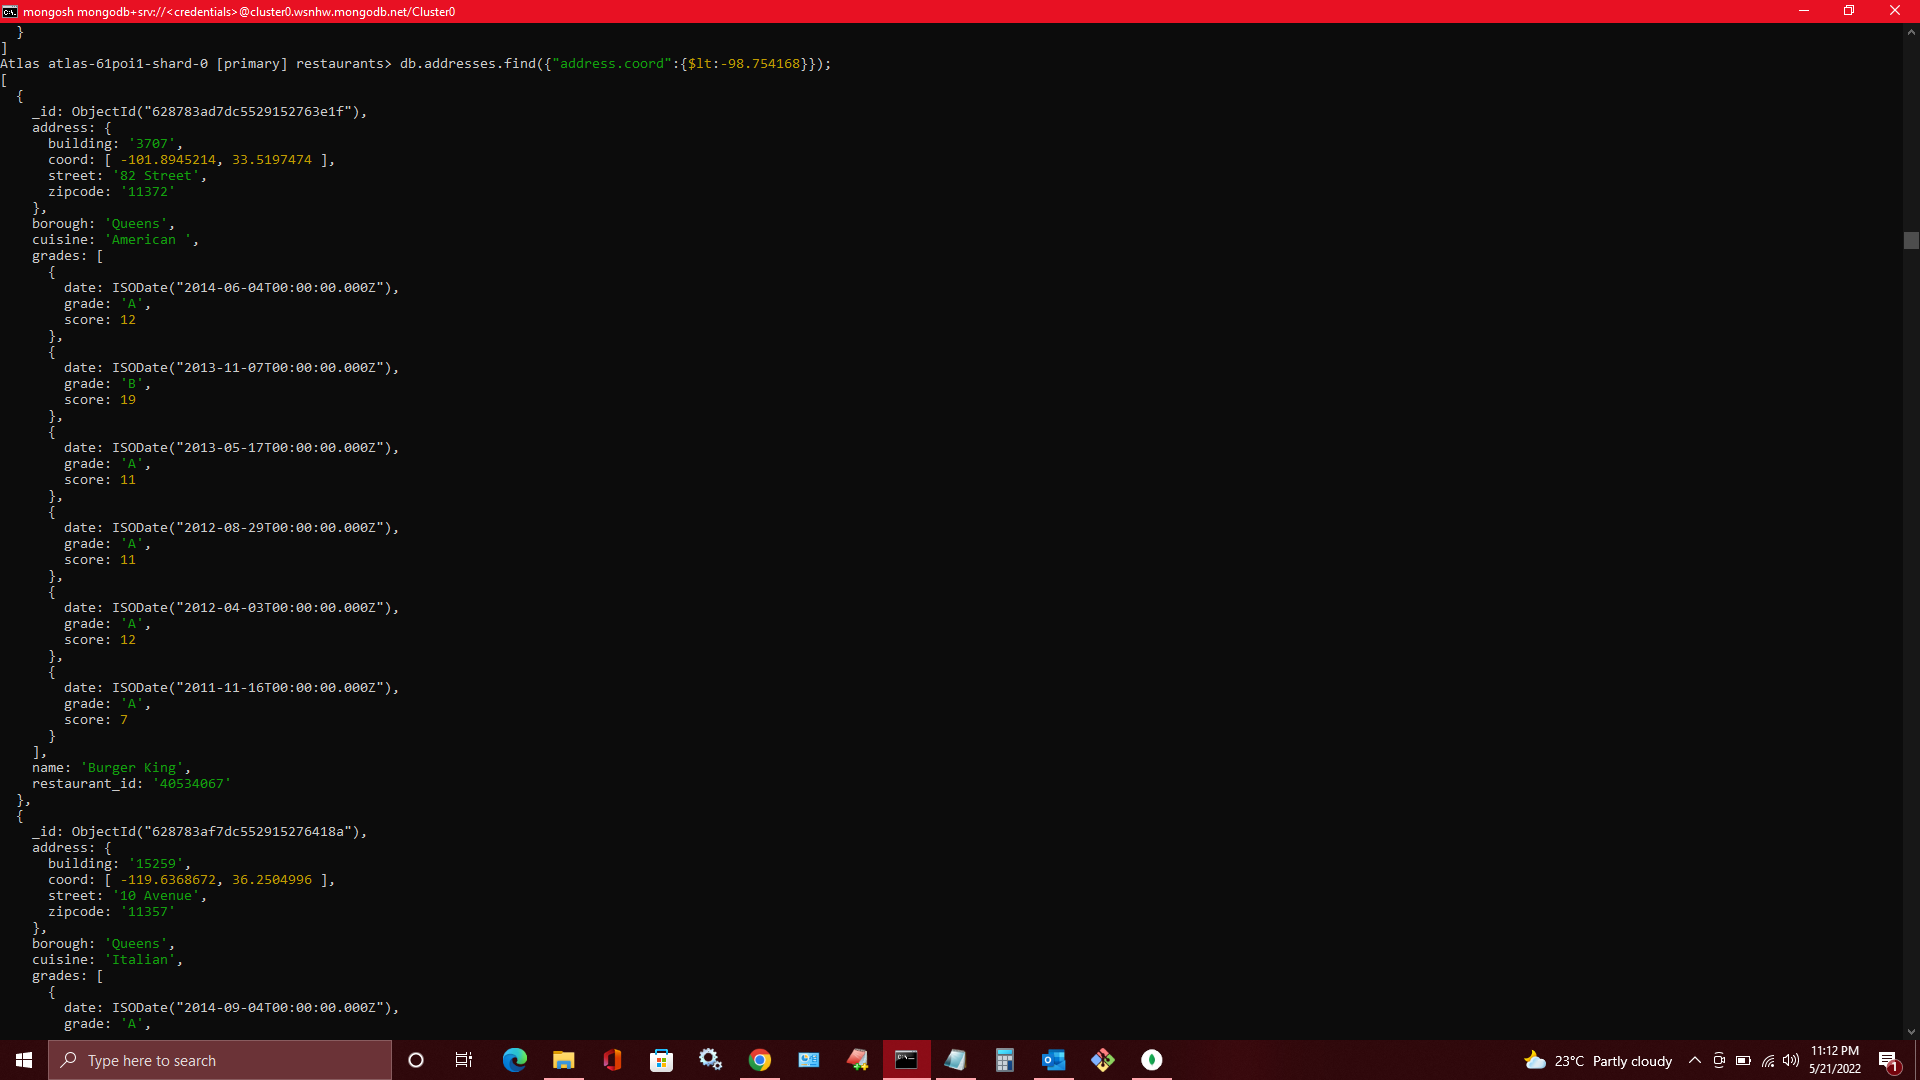 mongosh mongodb+srv://<credentials>@cluster0.wsnhw.mongodb.net/Cluster0
  }
]
Atlas atlas-61poi1-shard-0 [primary] restaurants> db.addresses.find({"address.coord":{$lt:-98.754168}});
[
  {
    _id: ObjectId("628783ad7dc5529152763e1f"),
    address: {
      building: '3707',
      coord: [ -101.8945214, 33.5197474 ],
      street: '82 Street',
      zipcode: '11372'
    },
    borough: 'Queens',
    cuisine: 'American ',
    grades: [
      {
        date: ISODate("2014-06-04T00:00:00.000Z"),
        grade: 'A',
        score: 12
      },
      {
        date: ISODate("2013-11-07T00:00:00.000Z"),
        grade: 'B',
        score: 19
      },
      {
        date: ISODate("2013-05-17T00:00:00.000Z"),
        grade: 'A',
        score: 11
      },
      {
        date: ISODate("2012-08-29T00:00:00.000Z"),
        grade: 'A',
        score: 11
      },
      {
        date: ISODate("2012-04-03T00:00:00.000Z"),
        grade: 'A',
        score: 12
      },
      {
        date: ISODate("2011-11-16T00:00:00.000Z"),
        grade: 'A',
        score: 7
      }
    ],
    name: 'Burger King',
    restaurant_id: '40534067'
  },
  {
    _id: ObjectId("628783af7dc552915276418a"),
    address: {
      building: '15259',
      coord: [ -119.6368672, 36.2504996 ],
      street: '10 Avenue',
      zipcode: '11357'
    },
    borough: 'Queens',
    cuisine: 'Italian',
    grades: [
      {
        date: ISODate("2014-09-04T00:00:00.000Z"),
        grade: 'A',
Type here to search
23°C Partly cloudy
11:12 PM
5/21/2022
1